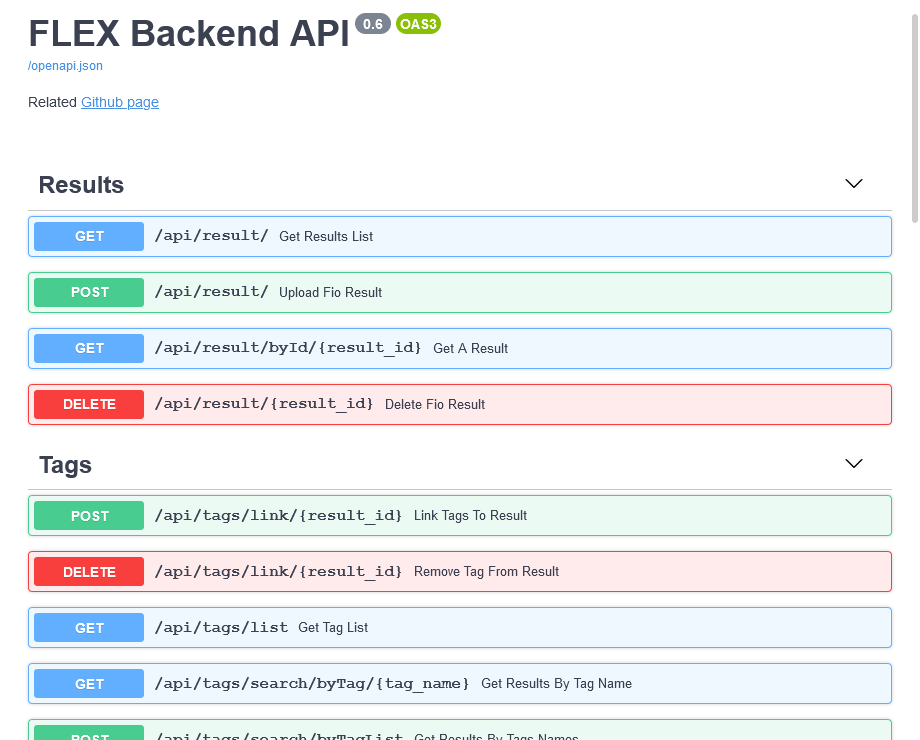 FLEX Backend API 0.6 OAS3
/openapi.json
Related Github page
Results
GET /api/result/ Get Results List
POST /api/result/ Upload Fio Result
GET /api/result/byId/{result_id} Get A Result
DELETE /api/result/{result_id} Delete Fio Result
Tags
POST /api/tags/link/{result_id} Link Tags To Result
DELETE /api/tags/link/{result_id} Remove Tag From Result
GET /api/tags/list Get Tag List
GET /api/tags/search/byTag/{tag_name} Get Results By Tag Name
POST /api/tags/search/byTagList Get Results By Tags Names